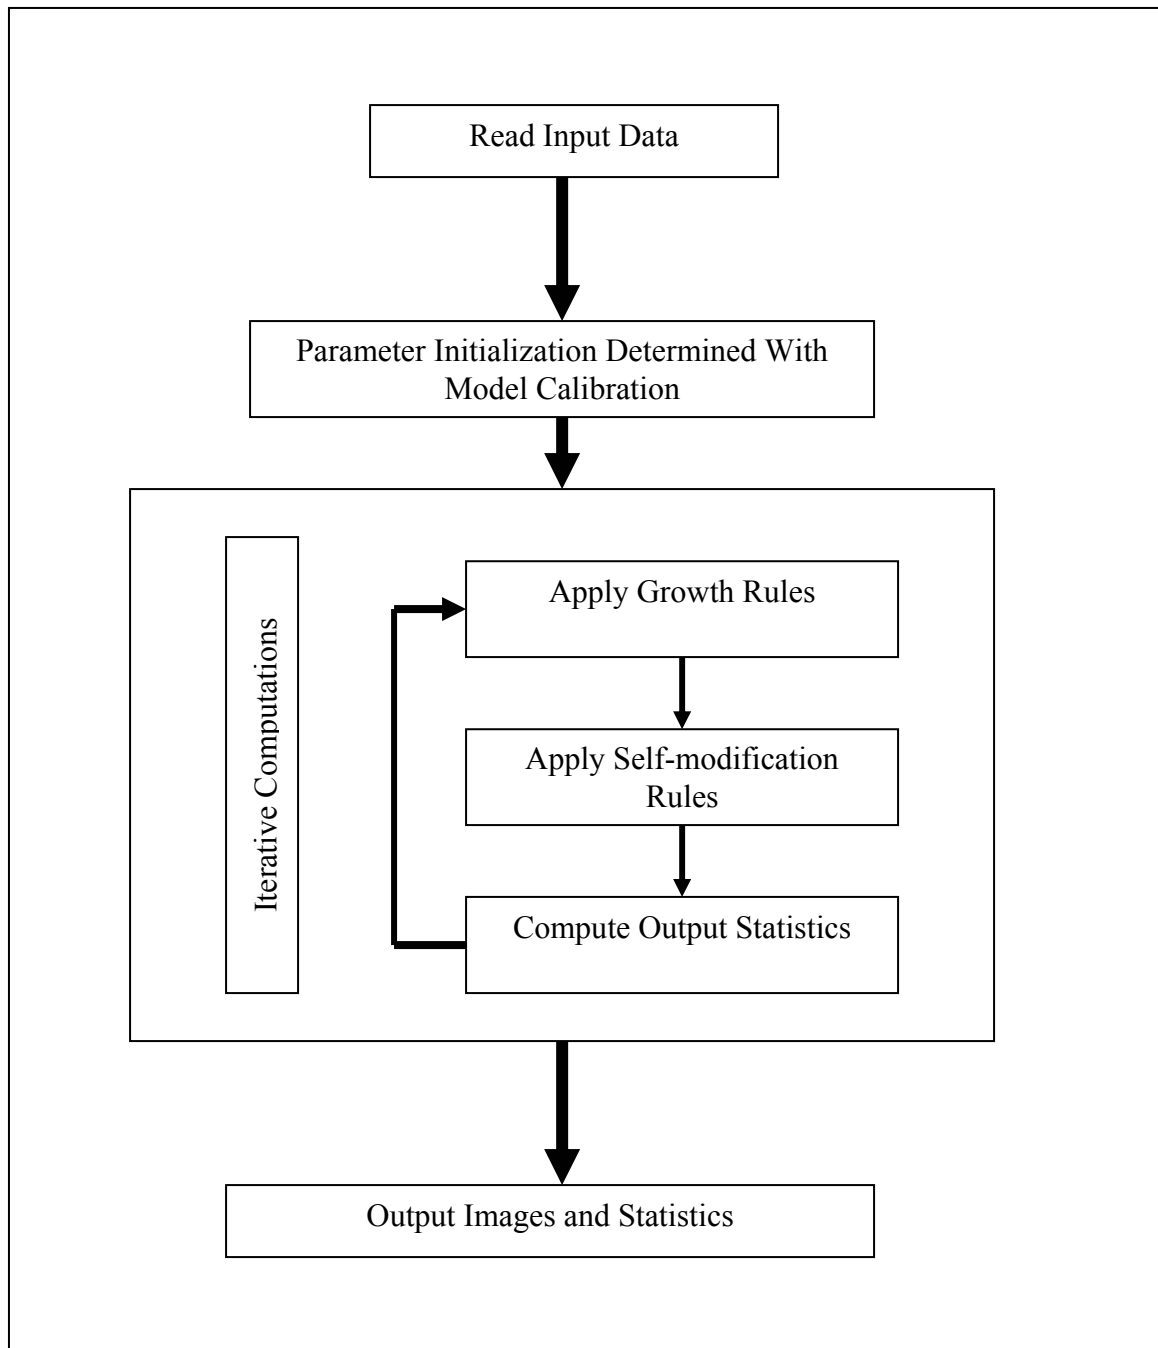 Read Input Data
Parameter Initialization Determined With
Model Calibration
Iterative Computations
Apply Growth Rules
Apply Self-modification
Rules
Compute Output Statistics
Output Images and Statistics